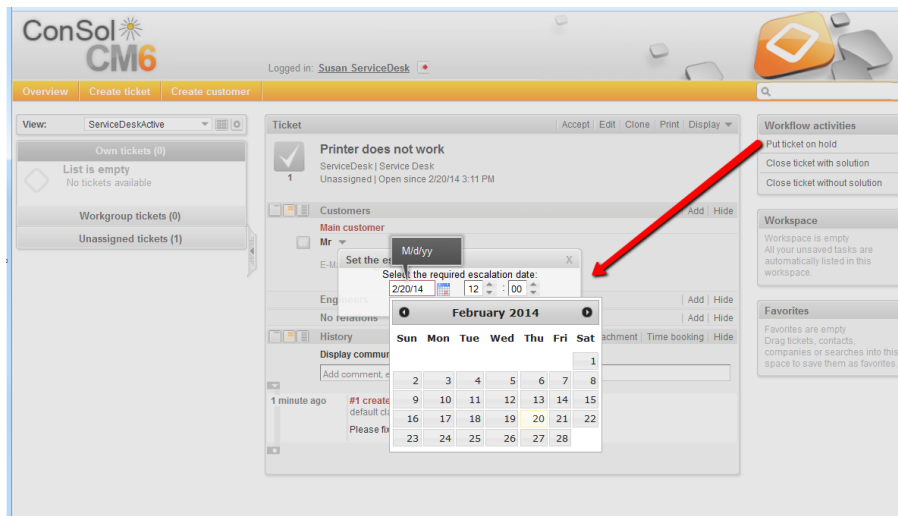 ConSol
CM6
Logged in: Susan ServiceDesk
Overview Create ticket Create customer
View: ServiceDeskActive
Own tickets (0)
List is empty
No tickets available
Workgroup tickets (0)
Unassigned tickets (1)
Ticket
Accept Edit Clone Print Display
Printer does not work
ServiceDesk | Service Desk
Unassigned | Open since 2/20/14 3:11 PM
1
Customers
Add Hide
Main customer
Mr
M/d/yy
Set the es
X
Select the required escalation date:
2/20/14 12 : 00
Add Hide
No relations
Add Hide
History
Time booking Hide
Display commun
Add comment, e
1 minute ago
#1 create
default cla
Please fix
February 2014
Sun Mon Tue Wed Thu Fri Sat
1
2 3 4 5 6 7 8
9 10 11 12 13 14 15
16 17 18 19 20 21 22
23 24 25 26 27 28
Workflow activities
Put ticket on hold
Close ticket with solution
Close ticket without solution
Workspace
Workspace is empty
All your unsaved tasks are
automatically listed in this
workspace.
Favorites
Favorites are empty
Drag tickets, contacts,
companies or searches into this
space to save them as favorites.